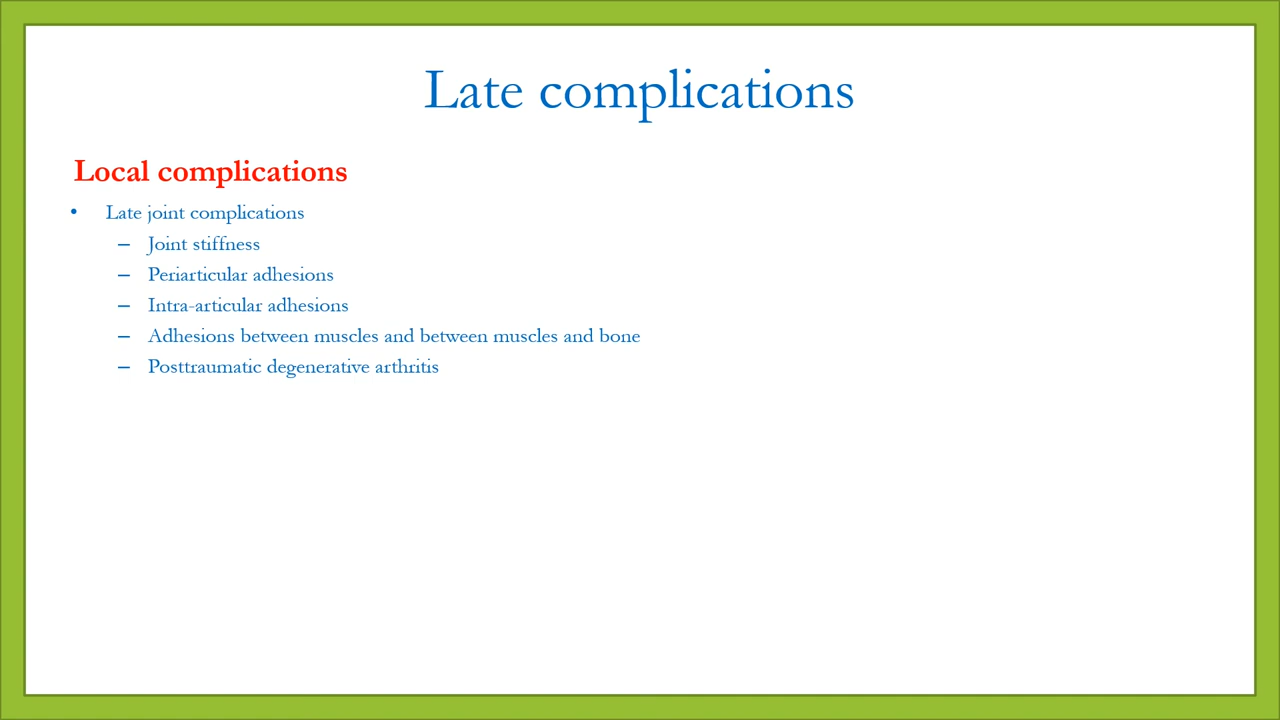 Late complications
Local complications
• Late joint complications
– Joint stiffness
– Periarticular adhesions
– Intra-articular adhesions
– Adhesions between muscles and between muscles and bone
– Posttraumatic degenerative arthritis